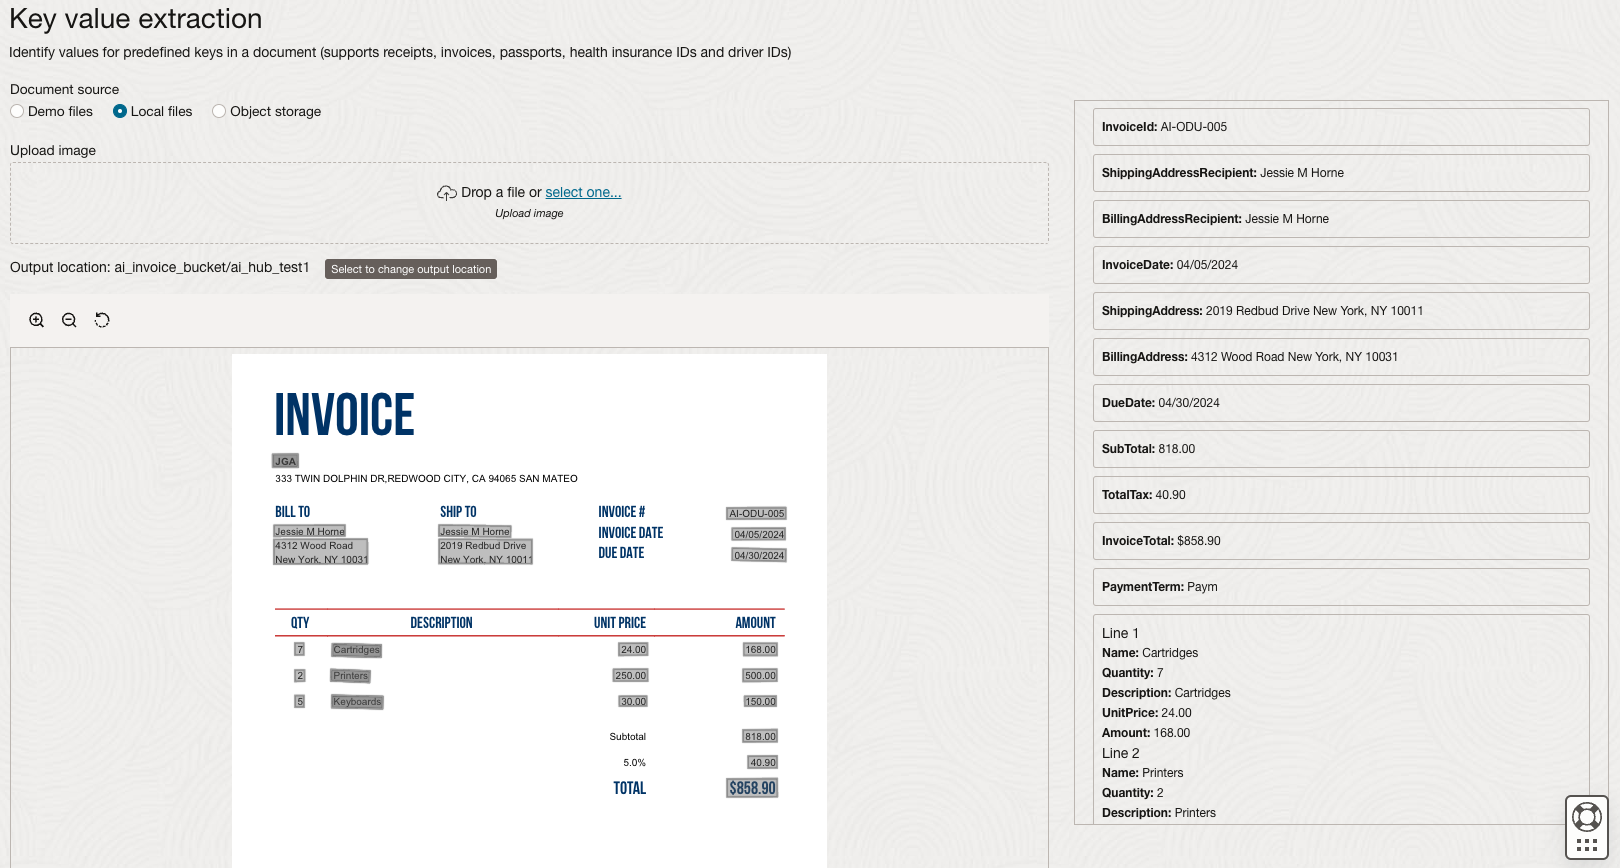 Key value extraction
Identify values for predefined keys in a document (supports receipts, invoices, passports, health insurance IDs and driver IDs)
Document source
Demo files Local files Object storage
Upload image
Drop a file or select one...
Upload image
Output location: ai_invoice_bucket/ai_hub_test1 Select to change output location
INVOICE
JGA
333 TWIN DOLPHIN DR,REDWOOD CITY, CA 94065 SAN MATEO
BILL TO
Jessie M Horne
4312 Wood Road
New York, NY 10031
SHIP TO
Jessie M Horne
2019 Redbud Drive
New York, NY 10011
INVOICE # AI-ODU-005
INVOICE DATE 04/05/2024
DUE DATE 04/30/2024
QTY DESCRIPTION UNIT PRICE AMOUNT
7 Cartridges 24.00 168.00
2 Printers 250.00 500.00
5 Keyboards 30.00 150.00
Subtotal 818.00
5.0% 40.90
TOTAL $858.90
InvoiceId: AI-ODU-005
ShippingAddressRecipient: Jessie M Horne
BillingAddressRecipient: Jessie M Horne
InvoiceDate: 04/05/2024
ShippingAddress: 2019 Redbud Drive New York, NY 10011
BillingAddress: 4312 Wood Road New York, NY 10031
DueDate: 04/30/2024
SubTotal: 818.00
TotalTax: 40.90
InvoiceTotal: $858.90
PaymentTerm: Paym
Line 1
Name: Cartridges
Quantity: 7
Description: Cartridges
UnitPrice: 24.00
Amount: 168.00
Line 2
Name: Printers
Quantity: 2
Description: Printers